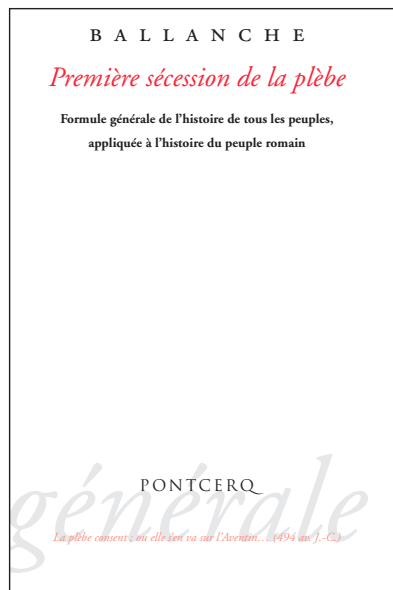 BALLANCHE
Première sécession de la plèbe
Formule générale de l'histoire de tous les peuples,
appliquée à l'histoire du peuple romain
PONTCERQ
générale
La plèbe consent ; ou elle s'en va sur l'Aventin… (494 av. J.-C.)